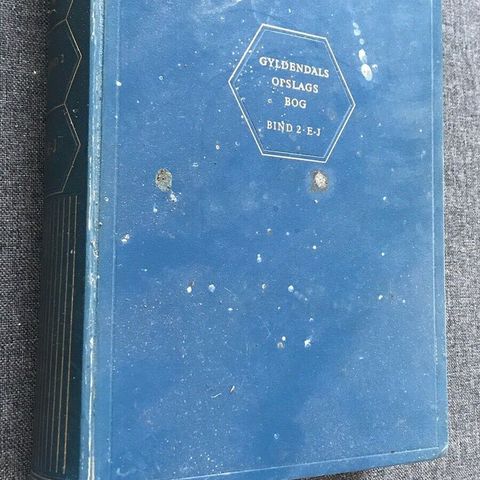 GYLDENDALS
OPSLAGS
BOG
BIND 2 · E-J